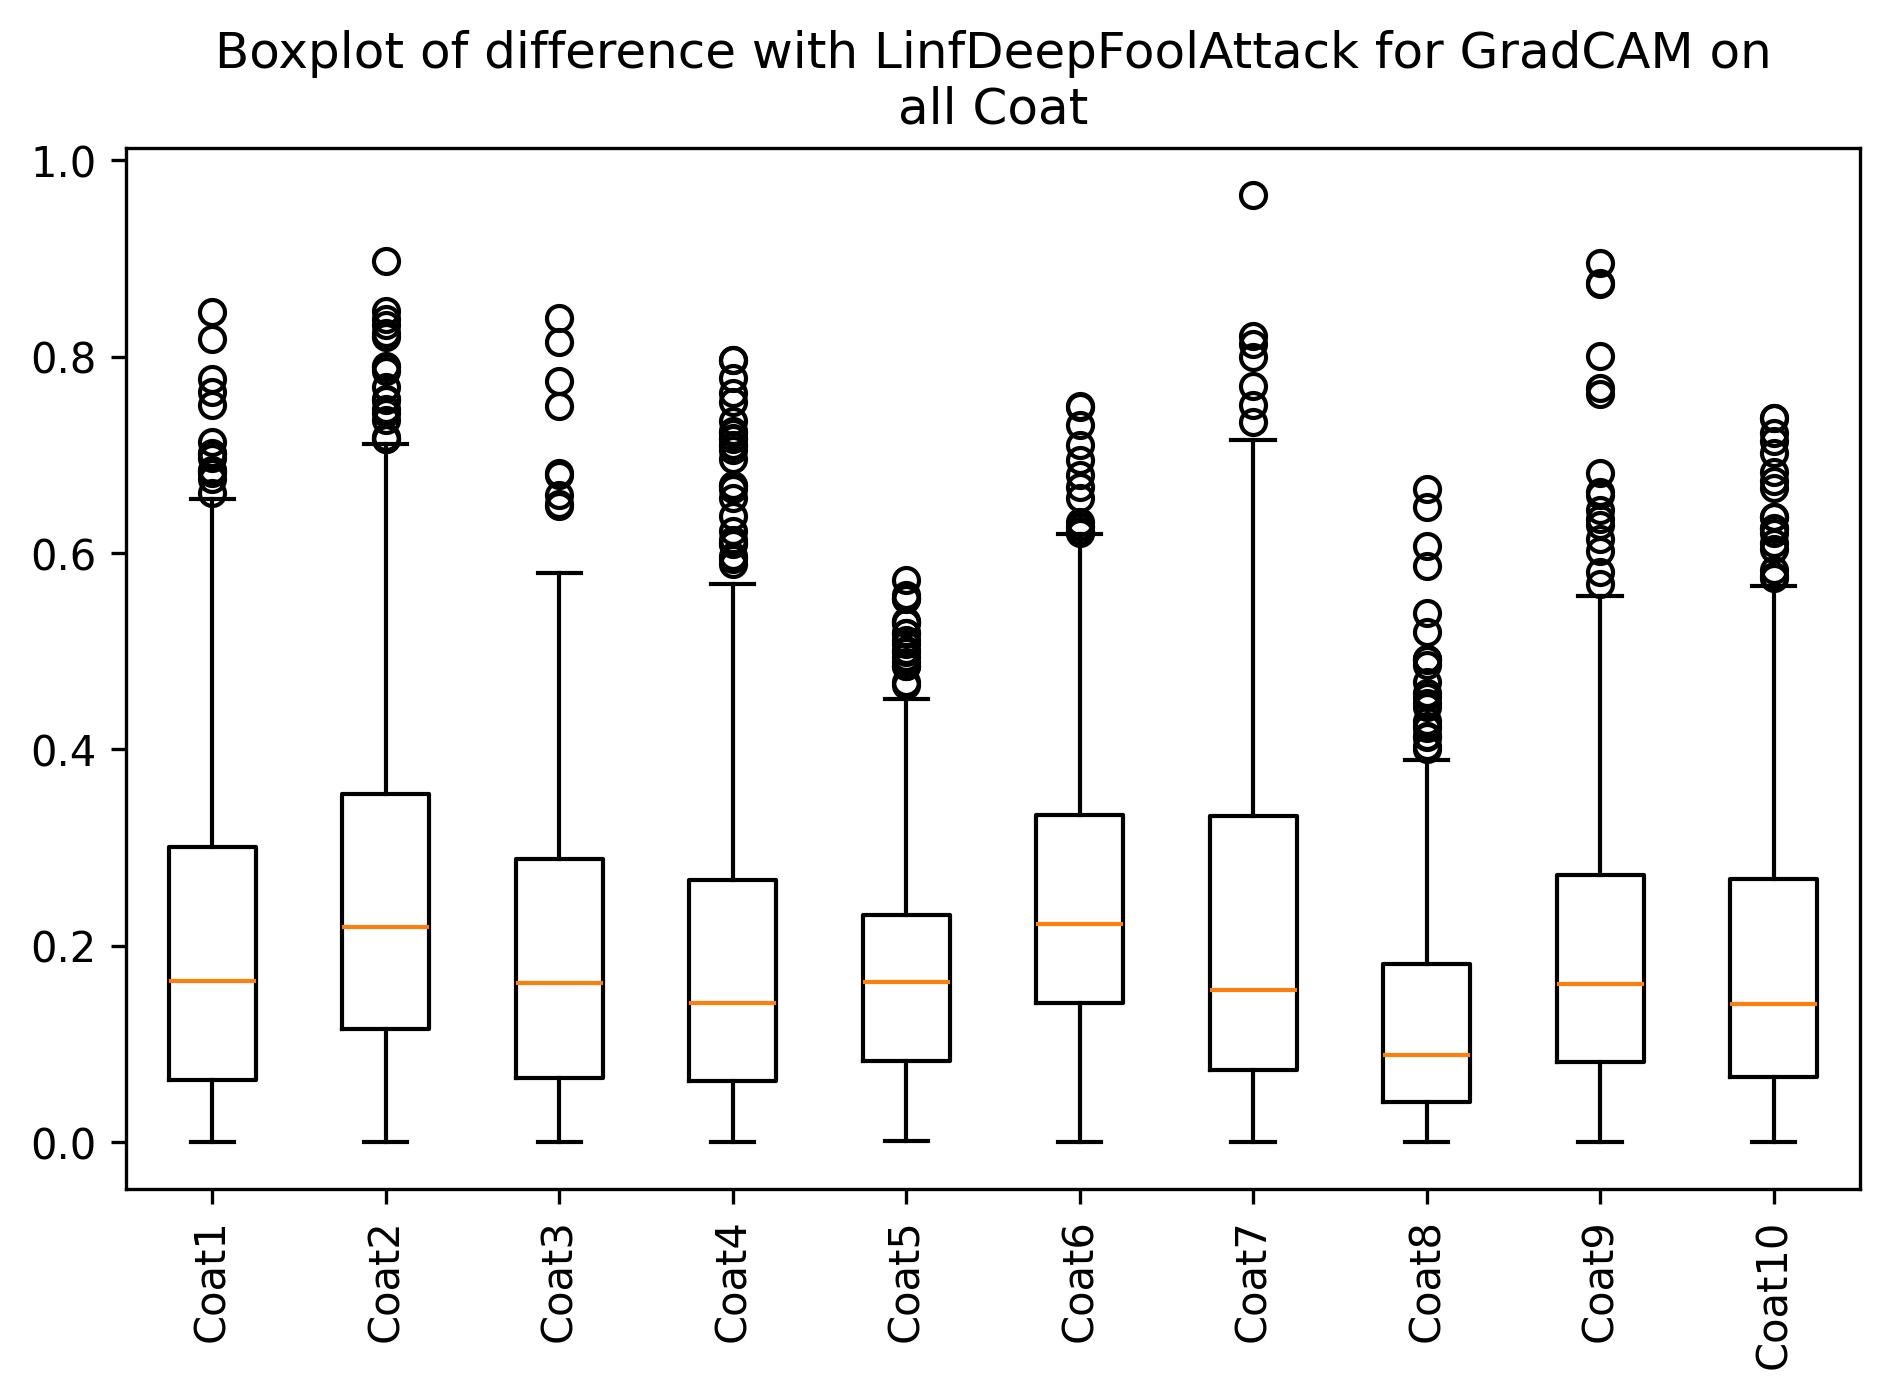 Boxplot of difference with LinfDeepFoolAttack for GradCAM on
all Coat
1.0
0.8
0.6
0.4
0.2
0.0
Coat1
Coat2
Coat3
Coat4
Coat5
Coat6
Coat7
Coat8
Coat9
Coat10